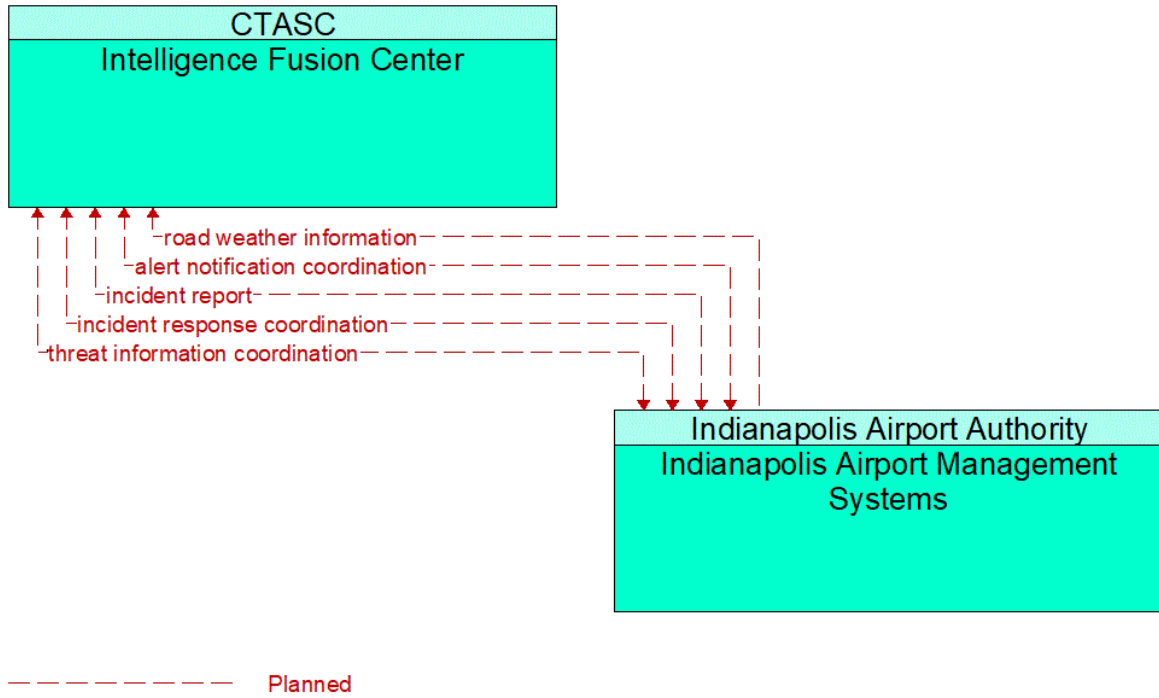 CTASC
Intelligence Fusion Center
road weather information
alert notification coordination
incident report
incident response coordination
threat information coordination
Indianapolis Airport Authority
Indianapolis Airport Management
Systems
Planned